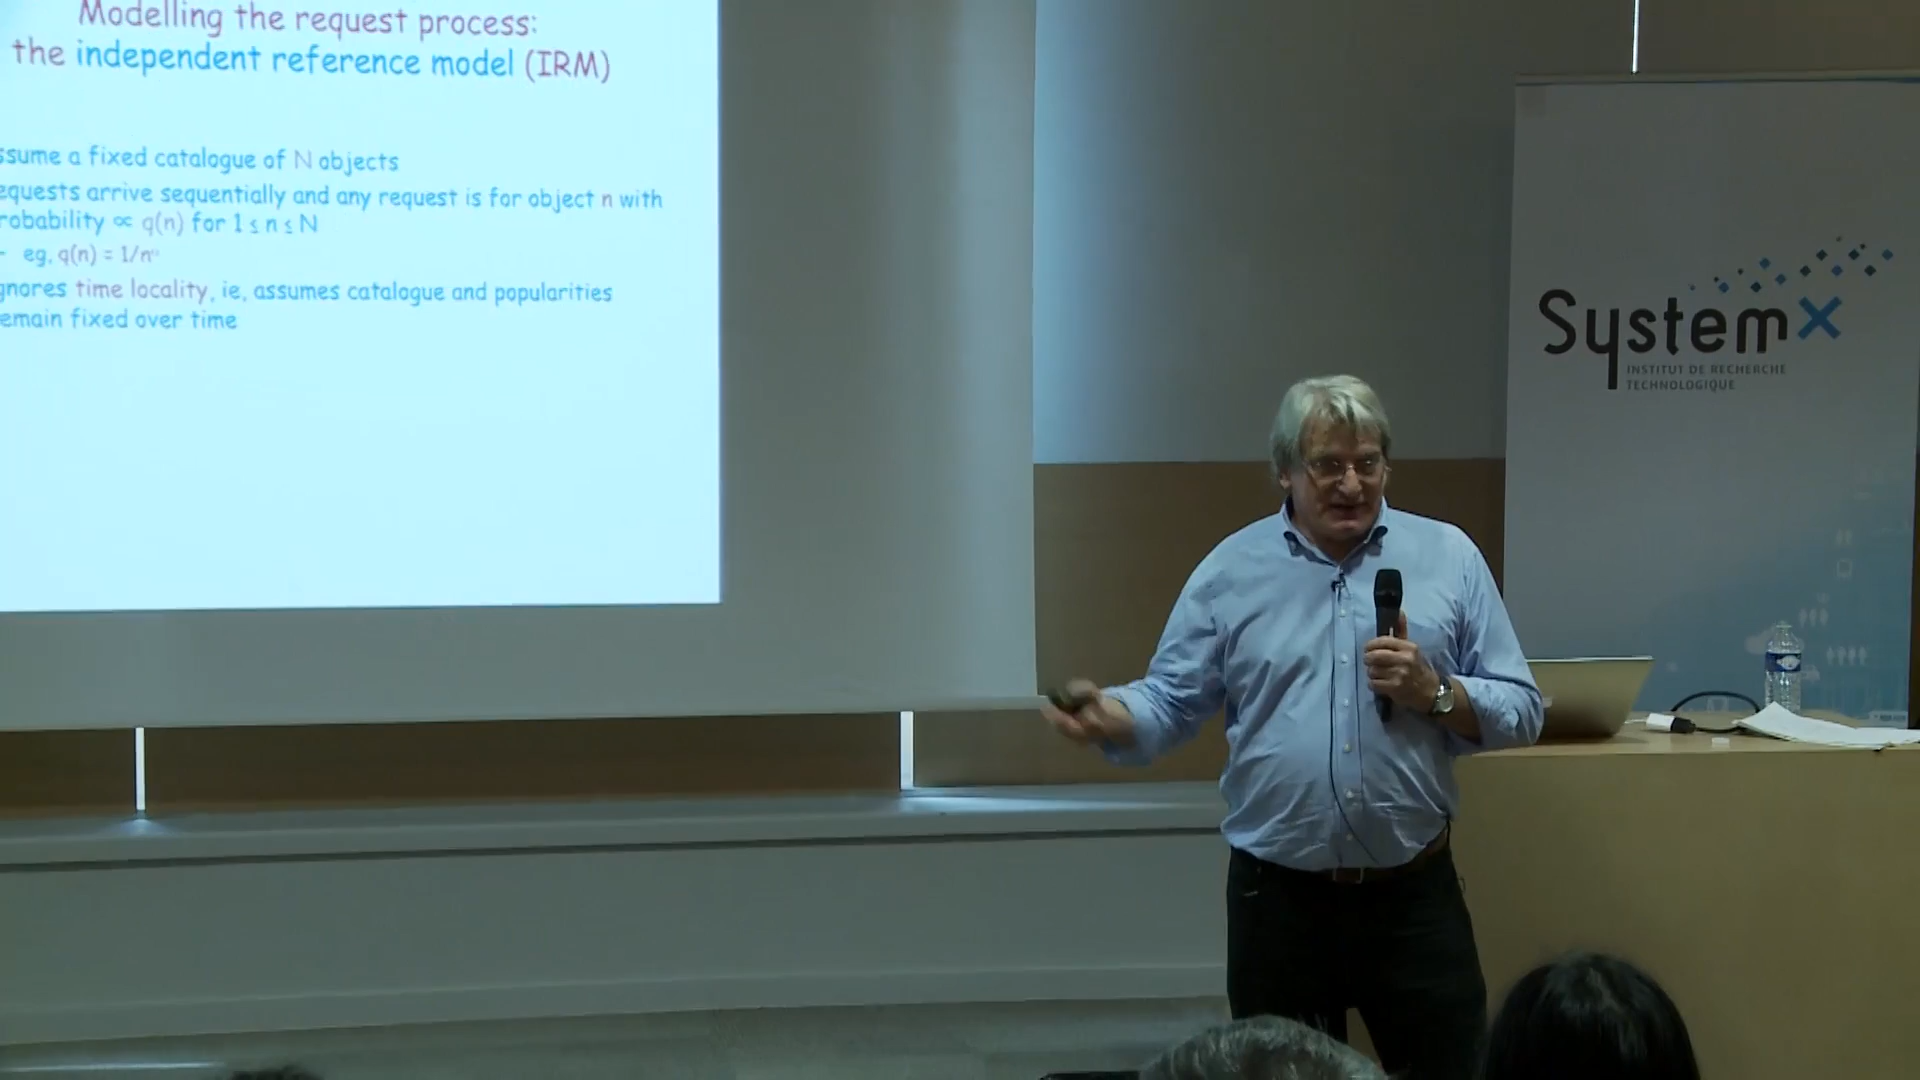 Modelling the request process:
the independent reference model (IRM)
ssume a fixed catalogue of N objects
equests arrive sequentially and any request is for object n with
robability ∝ q(n) for 1 ≤ n ≤ N
- eg, q(n) = 1/n
gnores time locality, ie, assumes catalogue and popularities
emain fixed over time
SystemX
INSTITUT DE RECHERCHE
TECHNOLOGIQUE